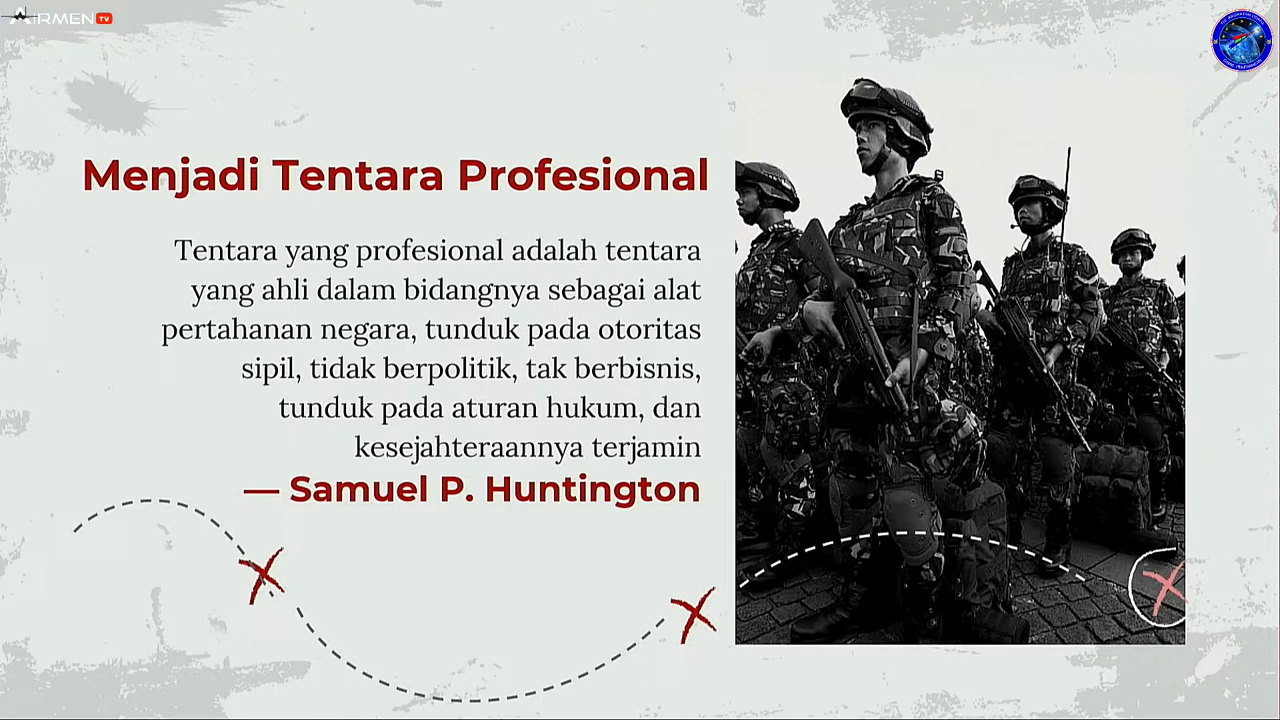 AIRMEN TV
Menjadi Tentara Profesional
Tentara yang profesional adalah tentara
yang ahli dalam bidangnya sebagai alat
pertahanan negara, tunduk pada otoritas
sipil, tidak berpolitik, tak berbisnis,
tunduk pada aturan hukum, dan
kesejahteraannya terjamin
— Samuel P. Huntington